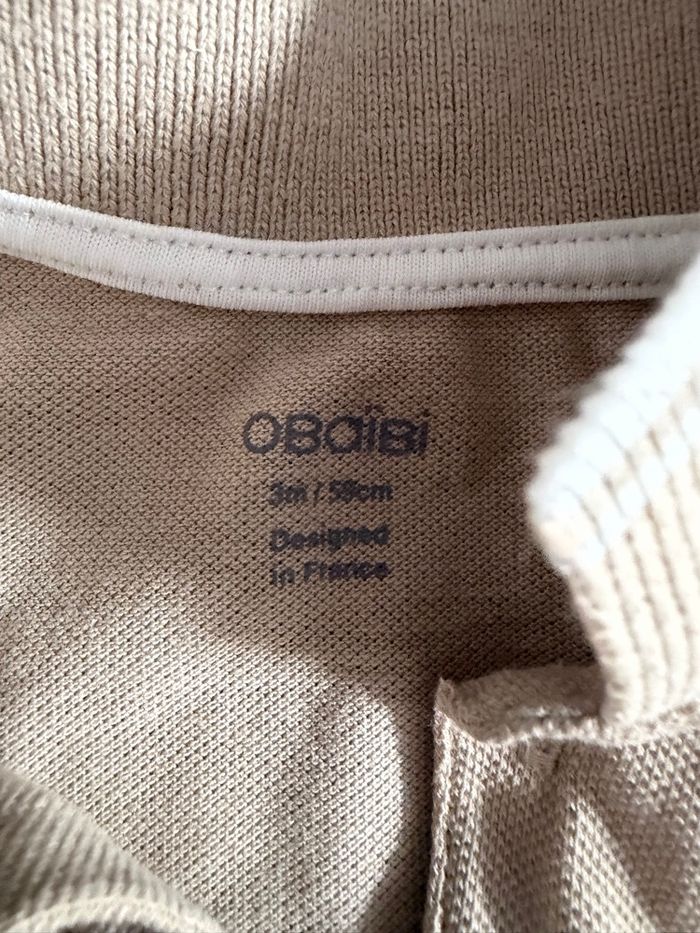 OBaïBi
3m / 59cm
Designed
in France